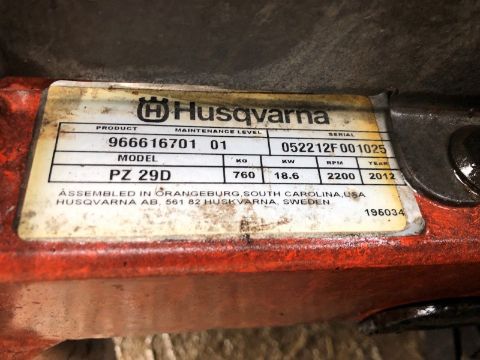 Husqvarna
PRODUCT MAINTENANCE LEVEL SERIAL
966616701 01 052212F001025
MODEL KG KW RPM YEAR
PZ 29D 760 18.6 2200 2012
ASSEMBLED IN ORANGEBURG, SOUTH CAROLINA, USA
HUSQVARNA AB, 561 82 HUSKVARNA, SWEDEN
195034